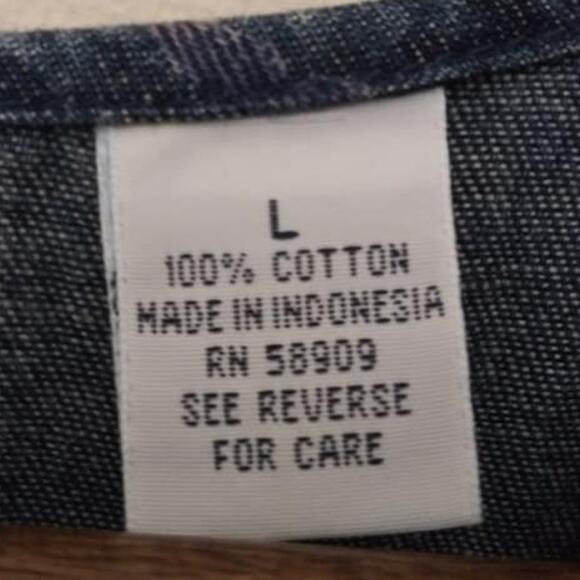 L
100% COTTON
MADE IN INDONESIA
RN 58909
SEE REVERSE
FOR CARE